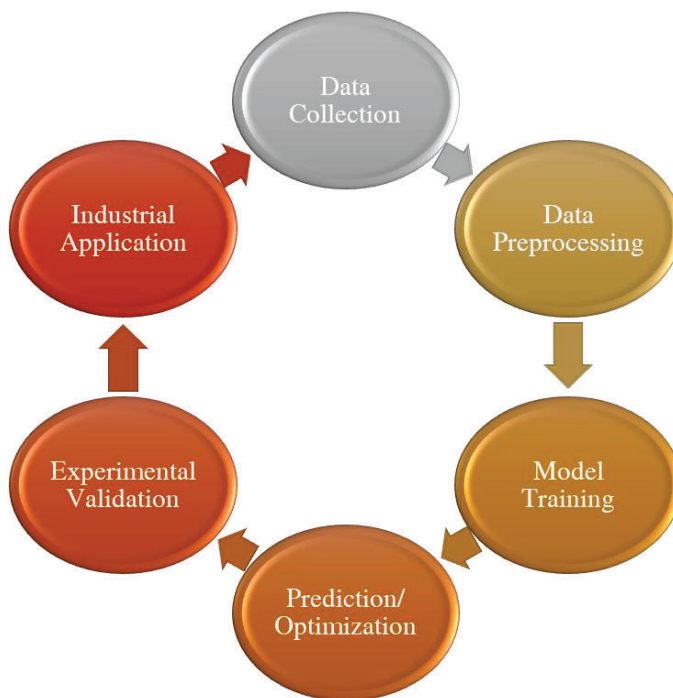 Data
Collection
Data
Preprocessing
Model
Training
Prediction/
Optimization
Experimental
Validation
Industrial
Application